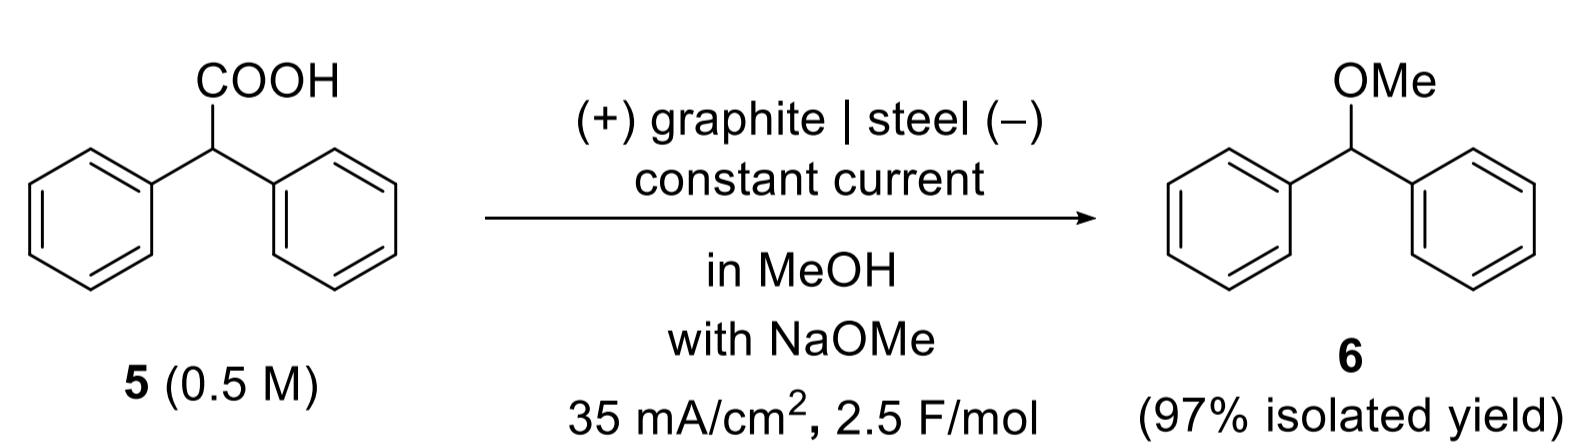 COOH
5 (0.5 M)
(+) graphite | steel (–)
constant current
in MeOH
with NaOMe
35 mA/cm², 2.5 F/mol
OMe
6
(97% isolated yield)